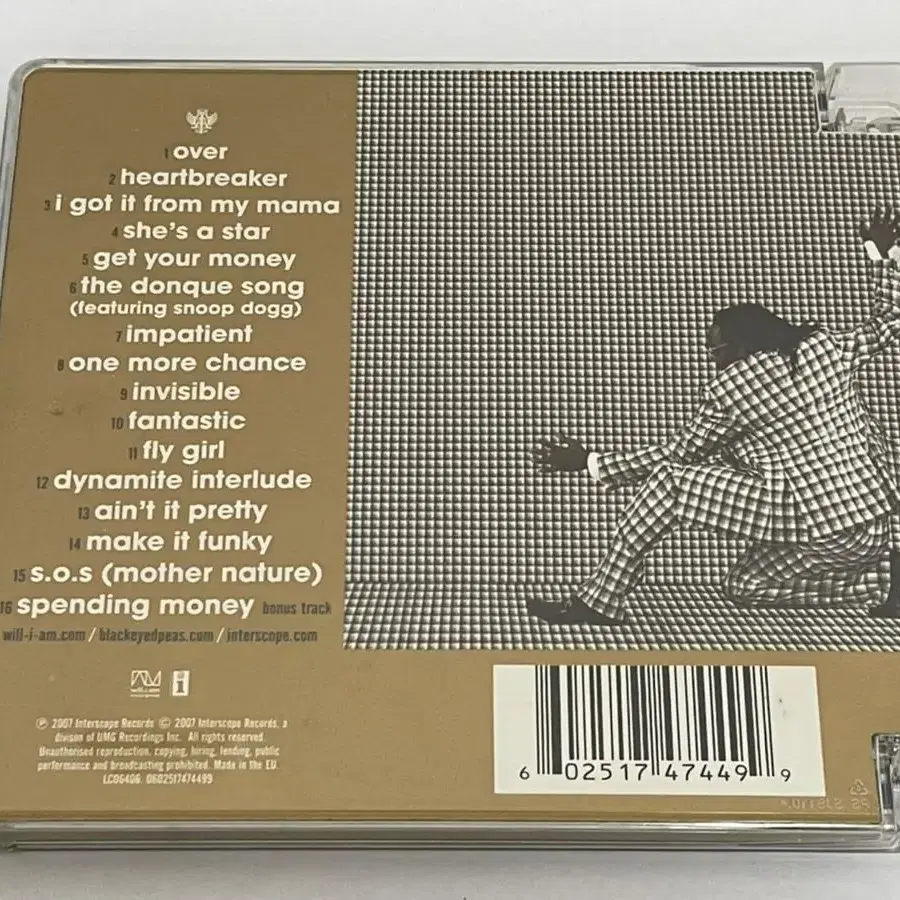 1 over
2 heartbreaker
3 i got it from my mama
4 she's a star
5 get your money
6 the donque song
(featuring snoop dogg)
7 impatient
8 one more chance
9 invisible
10 fantastic
11 fly girl
12 dynamite interlude
13 ain't it pretty
14 make it funky
15 s.o.s (mother nature)
16 spending money bonus track
will-i-am.com / blackeyedpeas.com / interscope.com
i
℗ 2007 Interscope Records © 2007 Interscope Records, a
division of UMG Recordings Inc. All rights reserved.
Unauthorised reproduction, copying, hiring, lending, public
performance and broadcasting prohibited. Made in the EU.
LC06406. 0602517474499
6 02517 47449 9